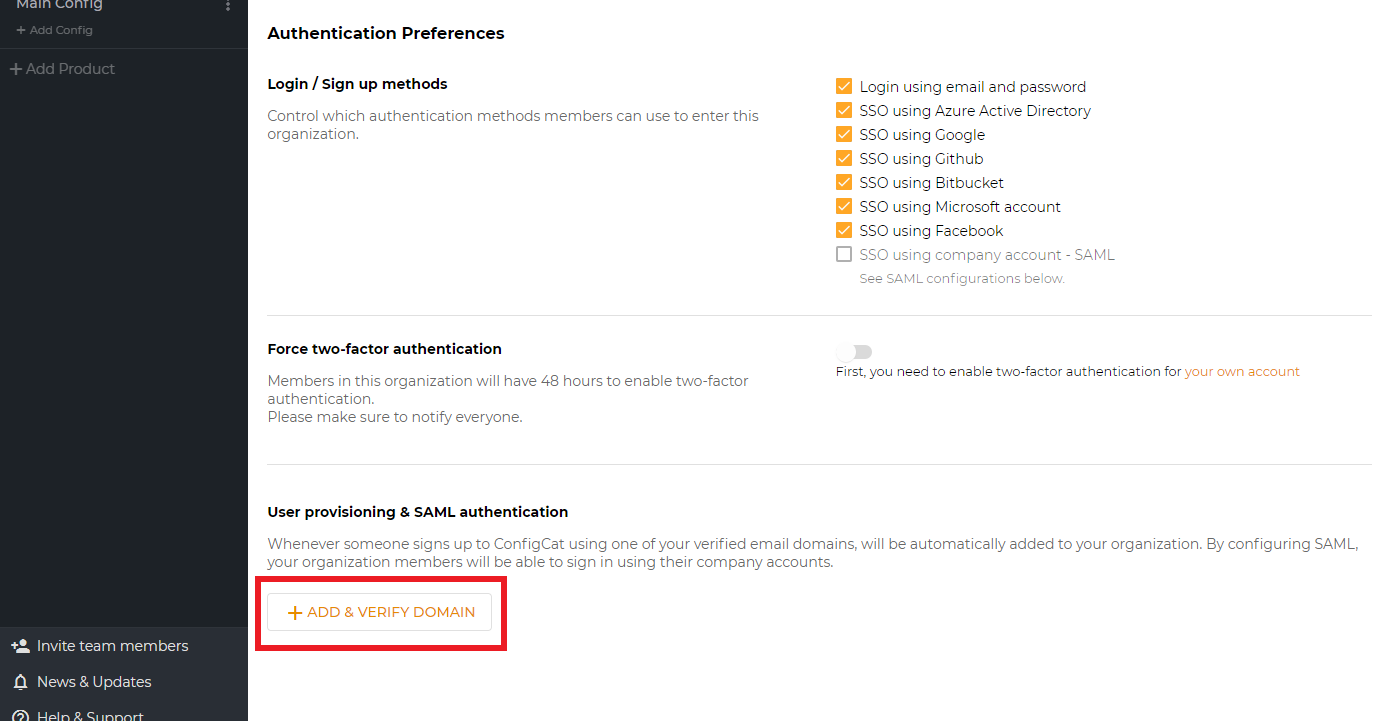 Main Config
+ Add Config
+ Add Product
Invite team members
News & Updates
Help & Support
Authentication Preferences
Login / Sign up methods
Control which authentication methods members can use to enter this
organization.
Login using email and password
SSO using Azure Active Directory
SSO using Google
SSO using Github
SSO using Bitbucket
SSO using Microsoft account
SSO using Facebook
SSO using company account - SAML
See SAML configurations below.
Force two-factor authentication
Members in this organization will have 48 hours to enable two-factor
authentication.
Please make sure to notify everyone.
First, you need to enable two-factor authentication for your own account
User provisioning & SAML authentication
Whenever someone signs up to ConfigCat using one of your verified email domains, will be automatically added to your organization. By configuring SAML,
your organization members will be able to sign in using their company accounts.
+ ADD & VERIFY DOMAIN